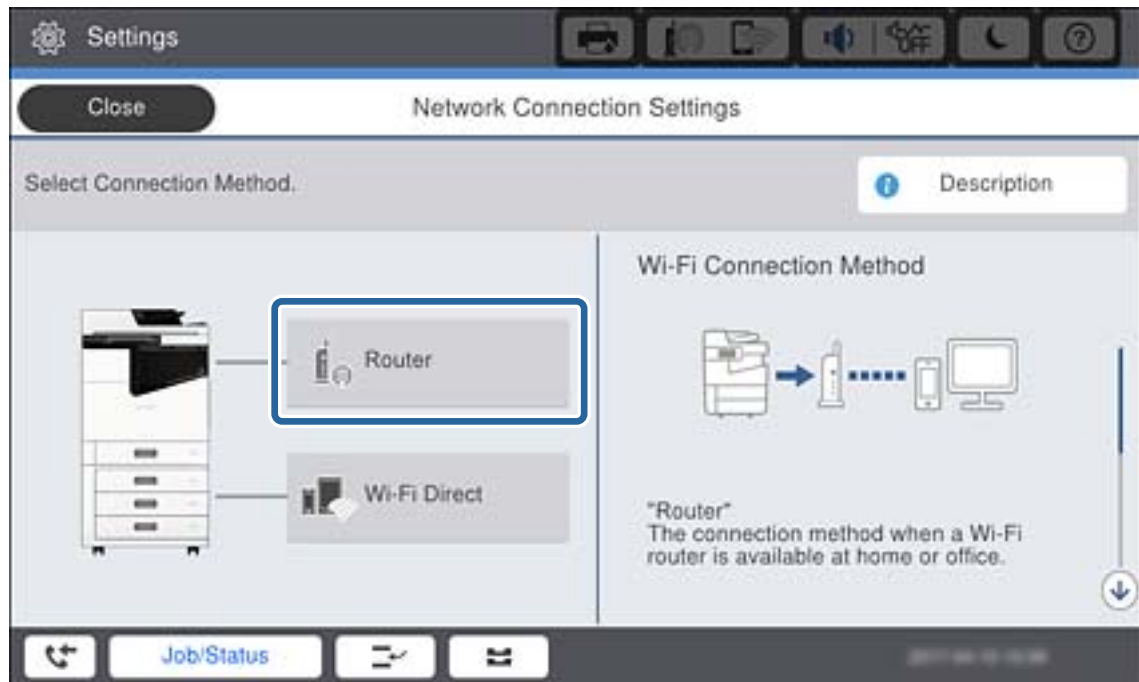 Settings
OFF
Close
Network Connection Settings
Select Connection Method.
Description
Wi-Fi Connection Method
Router
Wi-Fi Direct
"Router"
The connection method when a Wi-Fi
router is available at home or office.
Job/Status